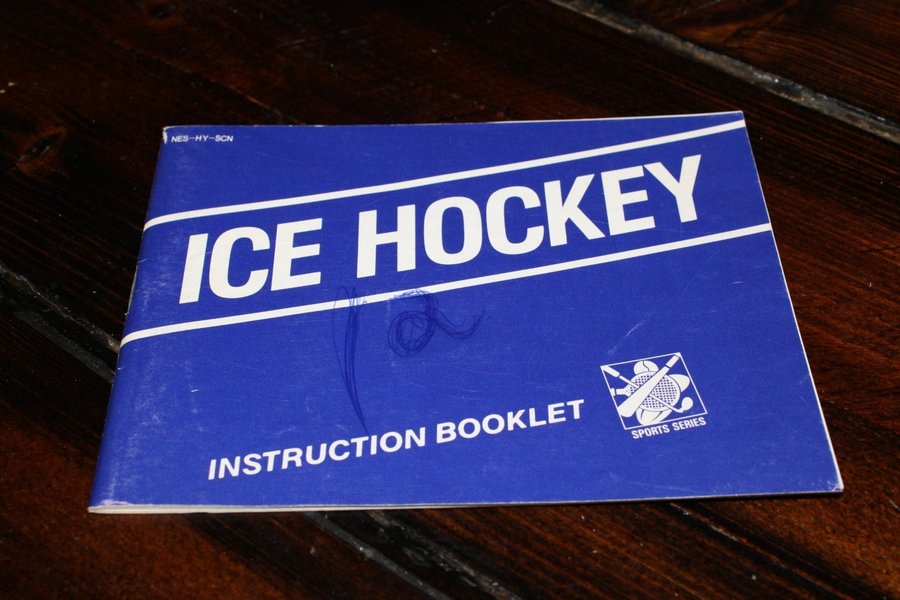 NES-HY-SCN
ICE HOCKEY
INSTRUCTION BOOKLET
SPORTS SERIES